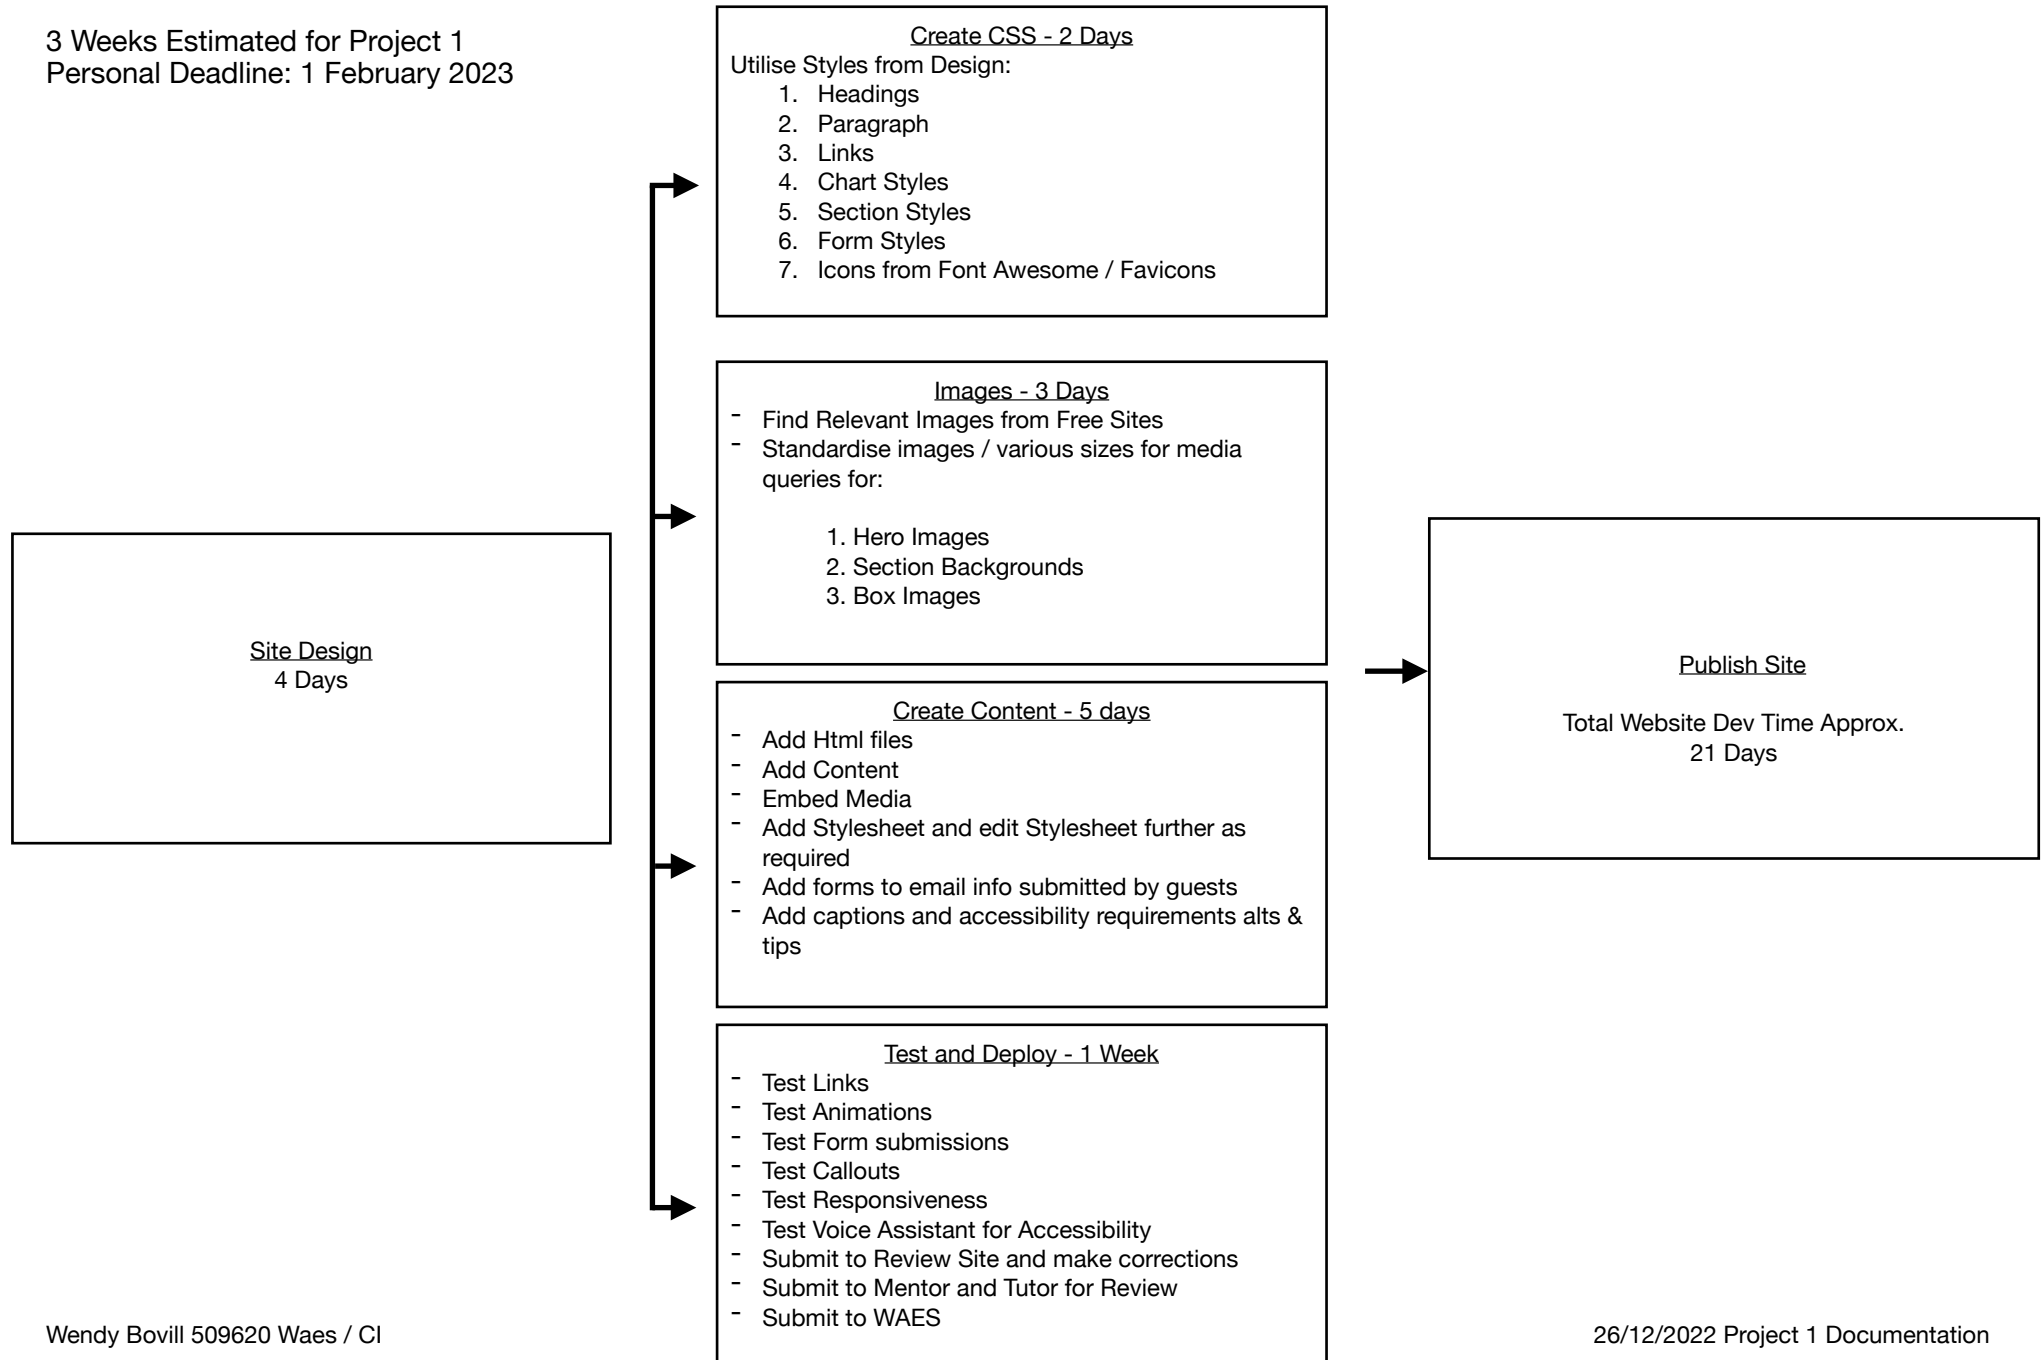 3 Weeks Estimated for Project 1
Personal Deadline: 1 February 2023
Site Design
4 Days
Create CSS - 2 Days
Utilise Styles from Design:
1. Headings
2. Paragraph
3. Links
4. Chart Styles
5. Section Styles
6. Form Styles
7. Icons from Font Awesome / Favicons
Images - 3 Days
- Find Relevant Images from Free Sites
- Standardise images / various sizes for media
queries for:
1. Hero Images
2. Section Backgrounds
3. Box Images
Create Content - 5 days
- Add Html files
- Add Content
- Embed Media
- Add Stylesheet and edit Stylesheet further as
required
- Add forms to email info submitted by guests
- Add captions and accessibility requirements alts &
tips
Test and Deploy - 1 Week
- Test Links
- Test Animations
- Test Form submissions
- Test Callouts
- Test Responsiveness
- Test Voice Assistant for Accessibility
- Submit to Review Site and make corrections
- Submit to Mentor and Tutor for Review
- Submit to WAES
Publish Site
Total Website Dev Time Approx.
21 Days
Wendy Bovill 509620 Waes / CI
26/12/2022 Project 1 Documentation